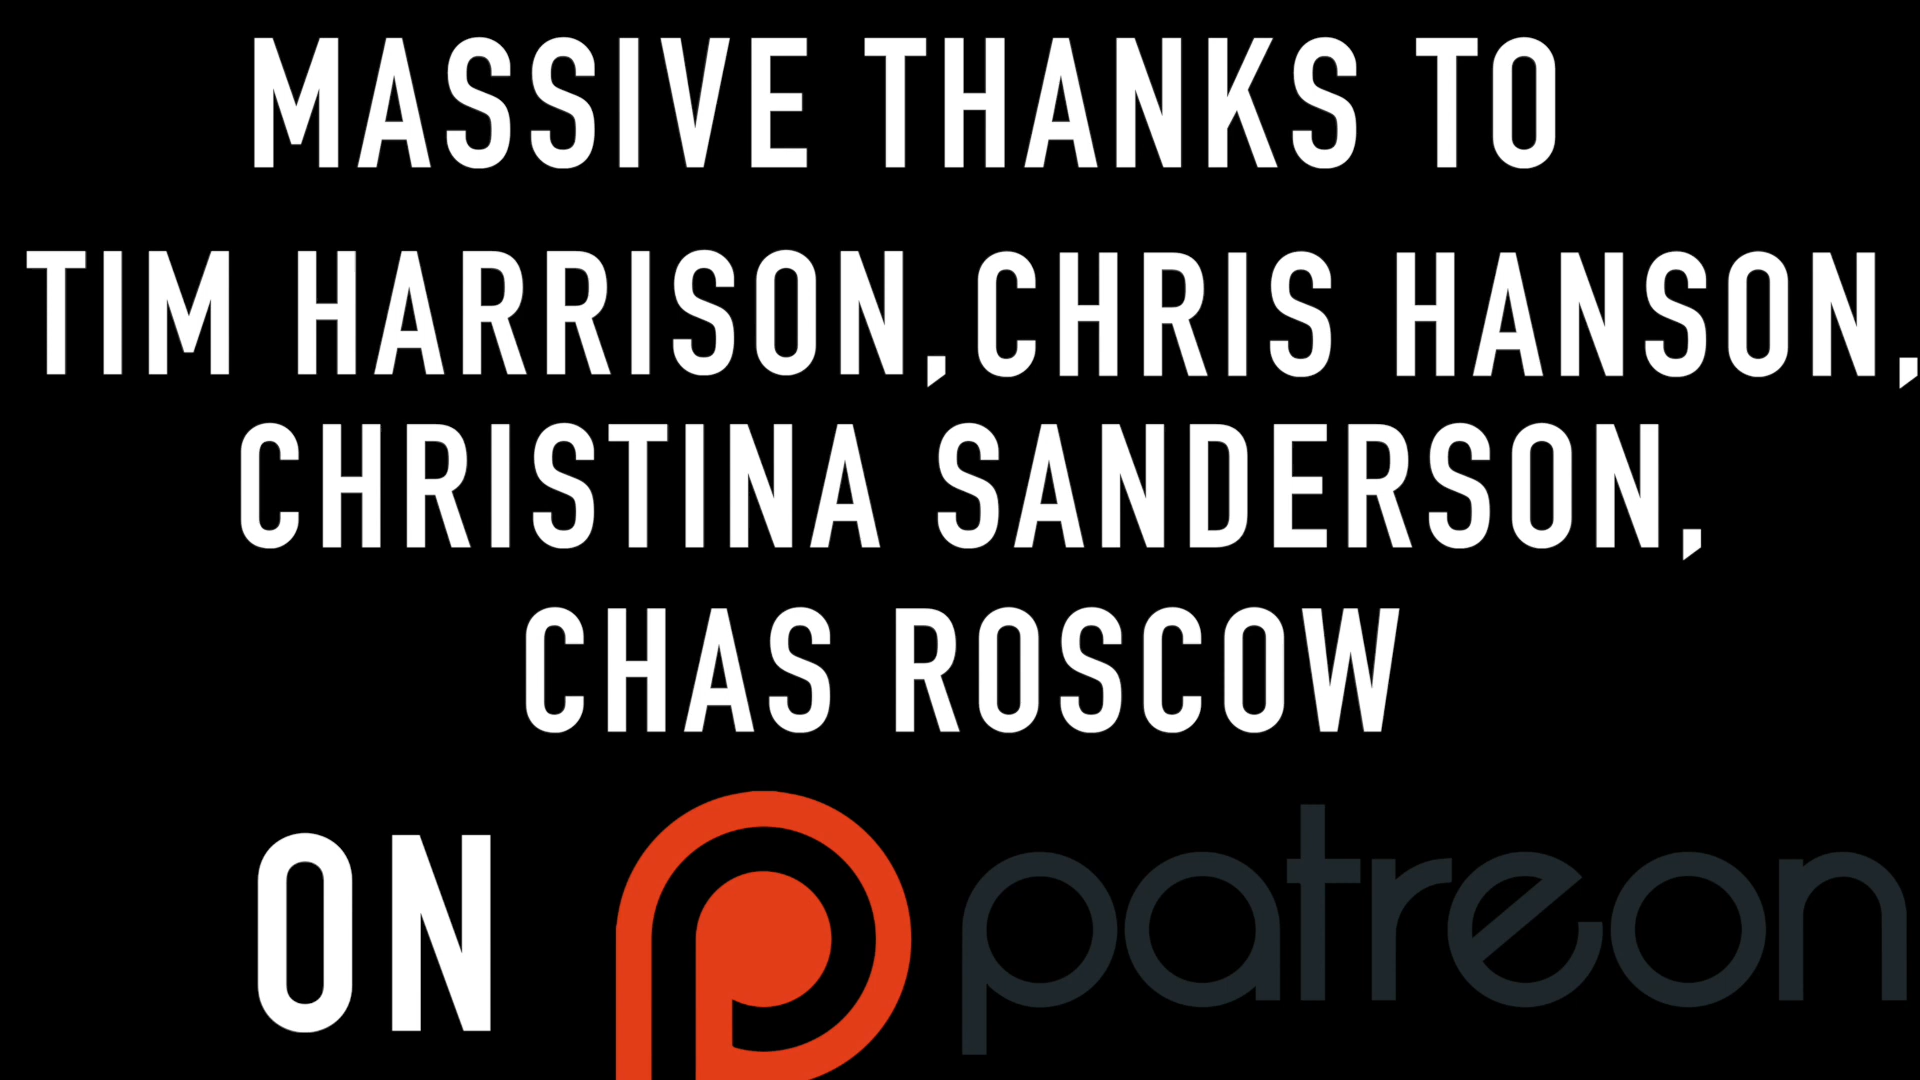 MASSIVE THANKS TO
TIM HARRISON,CHRIS HANSON,
CHRISTINA SANDERSON,
CHAS ROSCOW
ON patreon